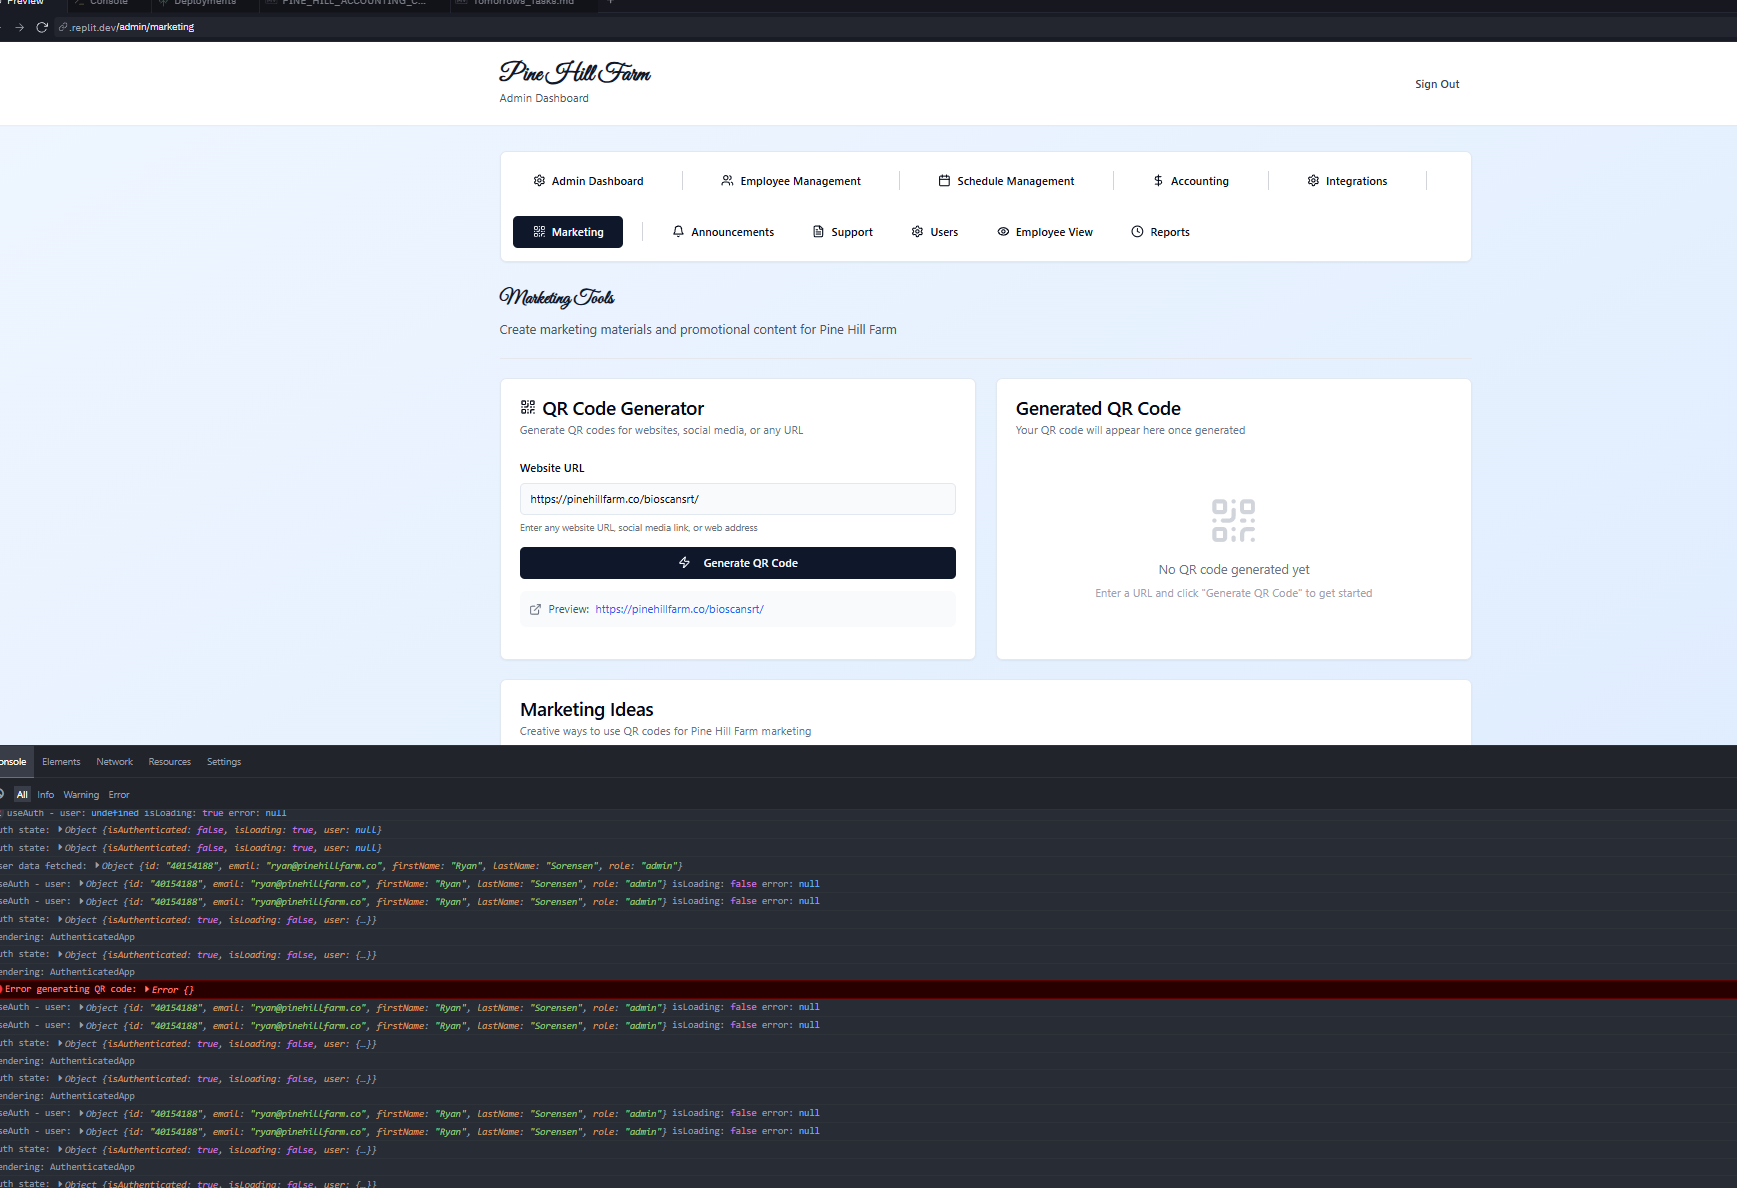 Preview Console Deployments PINE_HILL_ACCOUNTING_C... Tomorrows_Tasks.md +
.replit.dev/admin/marketing
Pine Hill Farm
Admin Dashboard
Sign Out
Admin Dashboard Employee Management Schedule Management Accounting Integrations
Marketing Announcements Support Users Employee View Reports
Marketing Tools
Create marketing materials and promotional content for Pine Hill Farm
QR Code Generator
Generate QR codes for websites, social media, or any URL
Website URL
https://pinehillfarm.co/bioscansrt/
Enter any website URL, social media link, or web address
Generate QR Code
Preview: https://pinehillfarm.co/bioscansrt/
Generated QR Code
Your QR code will appear here once generated
No QR code generated yet
Enter a URL and click "Generate QR Code" to get started
Marketing Ideas
Creative ways to use QR codes for Pine Hill Farm marketing
onsole Elements Network Resources Settings
All Info Warning Error
useAuth - user: undefined isLoading: true error: null
uth state: Object {isAuthenticated: false, isLoading: true, user: null}
uth state: Object {isAuthenticated: false, isLoading: true, user: null}
ser data fetched: Object {id: "40154188", email: "ryan@pinehillfarm.co", firstName: "Ryan", lastName: "Sorensen", role: "admin"}
seAuth - user: Object {id: "40154188", email: "ryan@pinehillfarm.co", firstName: "Ryan", lastName: "Sorensen", role: "admin"} isLoading: false error: null
seAuth - user: Object {id: "40154188", email: "ryan@pinehillfarm.co", firstName: "Ryan", lastName: "Sorensen", role: "admin"} isLoading: false error: null
uth state: Object {isAuthenticated: true, isLoading: false, user: {…}}
endering: AuthenticatedApp
uth state: Object {isAuthenticated: true, isLoading: false, user: {…}}
endering: AuthenticatedApp
Error generating QR code: Error {}
seAuth - user: Object {id: "40154188", email: "ryan@pinehillfarm.co", firstName: "Ryan", lastName: "Sorensen", role: "admin"} isLoading: false error: null
seAuth - user: Object {id: "40154188", email: "ryan@pinehillfarm.co", firstName: "Ryan", lastName: "Sorensen", role: "admin"} isLoading: false error: null
uth state: Object {isAuthenticated: true, isLoading: false, user: {…}}
endering: AuthenticatedApp
uth state: Object {isAuthenticated: true, isLoading: false, user: {…}}
endering: AuthenticatedApp
seAuth - user: Object {id: "40154188", email: "ryan@pinehillfarm.co", firstName: "Ryan", lastName: "Sorensen", role: "admin"} isLoading: false error: null
seAuth - user: Object {id: "40154188", email: "ryan@pinehillfarm.co", firstName: "Ryan", lastName: "Sorensen", role: "admin"} isLoading: false error: null
uth state: Object {isAuthenticated: true, isLoading: false, user: {…}}
endering: AuthenticatedApp
uth state: Object {isAuthenticated: true, isLoading: false, user: {…}}